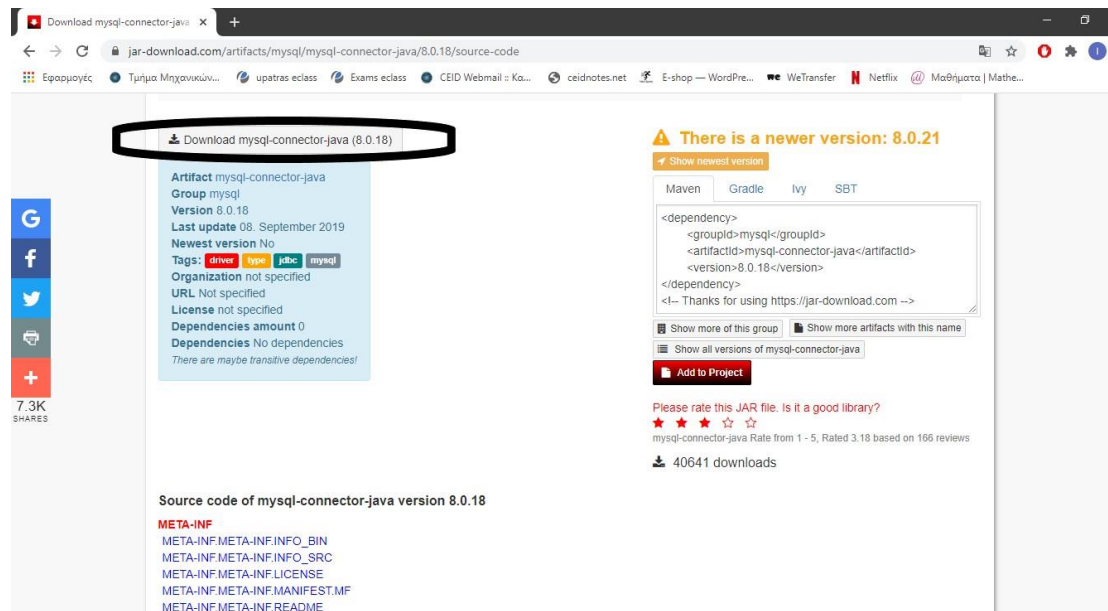 Download mysql-connector-java
jar-download.com/artifacts/mysql/mysql-connector-java/8.0.18/source-code
Εφαρμογές Τμήμα Μηχανικών... upatras eclass Exams eclass CEID Webmail :: Κα... ceidnotes.net E-shop — WordPre... WeTransfer Netflix Μαθήματα | Mathe...
Download mysql-connector-java (8.0.18)
Artifact mysql-connector-java
Group mysql
Version 8.0.18
Last update 08. September 2019
Newest version No
Tags: driver type jdbc mysql
Organization not specified
URL Not specified
License not specified
Dependencies amount 0
Dependencies No dependencies
There are maybe transitive dependencies!
There is a newer version: 8.0.21
Show newest version
Maven Gradle Ivy SBT
<dependency>
<groupId>mysql</groupId>
<artifactId>mysql-connector-java</artifactId>
<version>8.0.18</version>
</dependency>
<!-- Thanks for using https://jar-download.com -->
Show more of this group Show more artifacts with this name
Show all versions of mysql-connector-java
Add to Project
Please rate this JAR file. Is it a good library?
mysql-connector-java Rate from 1 - 5, Rated 3.18 based on 166 reviews
40641 downloads
7.3K
SHARES
Source code of mysql-connector-java version 8.0.18
META-INF
META-INF.META-INF.INFO_BIN
META-INF.META-INF.INFO_SRC
META-INF.META-INF.LICENSE
META-INF.META-INF.MANIFEST.MF
META-INF.META-INF.README